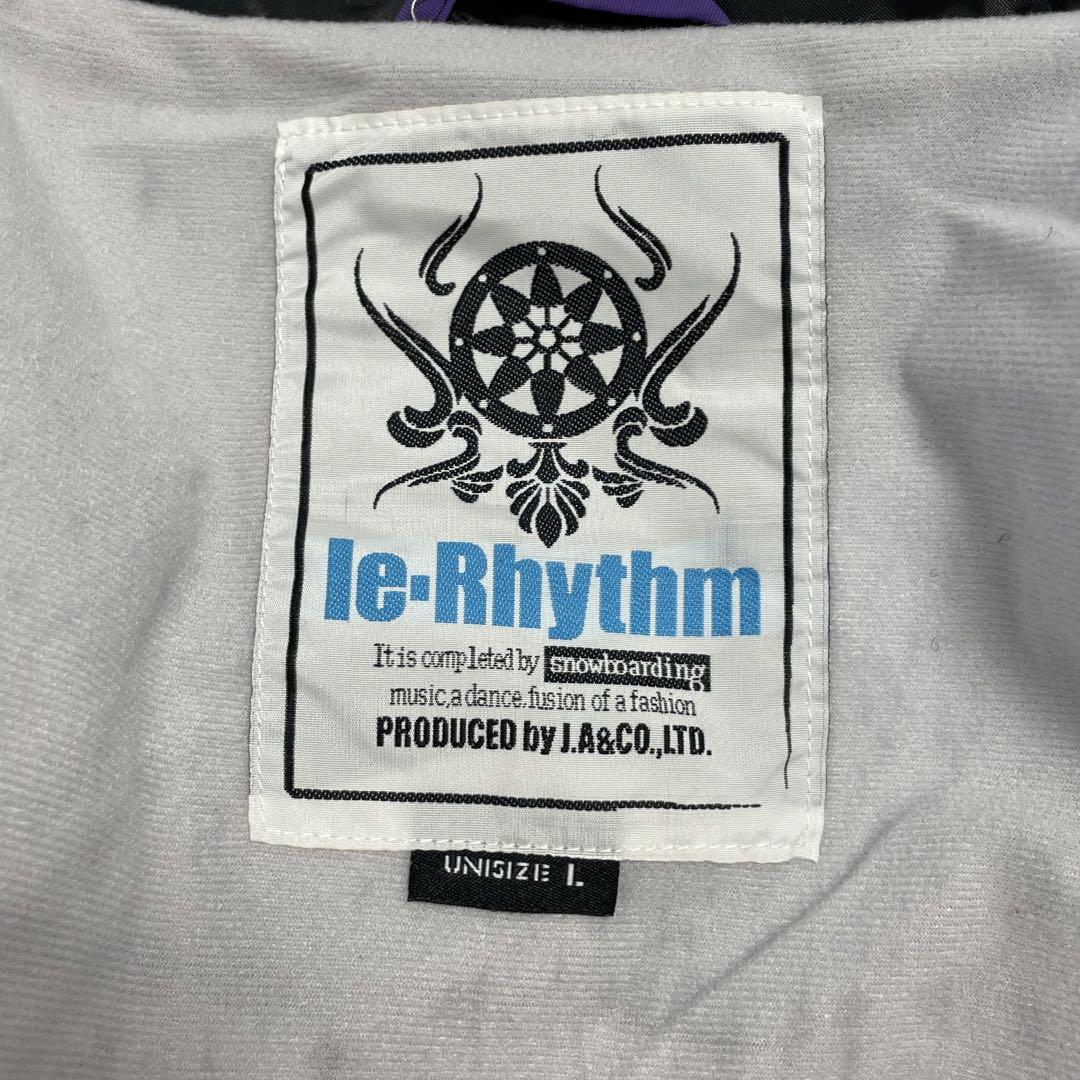 le·Rhythm
It is completed by snowboarding
music,a dance.fusion of a fashion
PRODUCED by J.A&CO.,LTD.
UNISIZE L